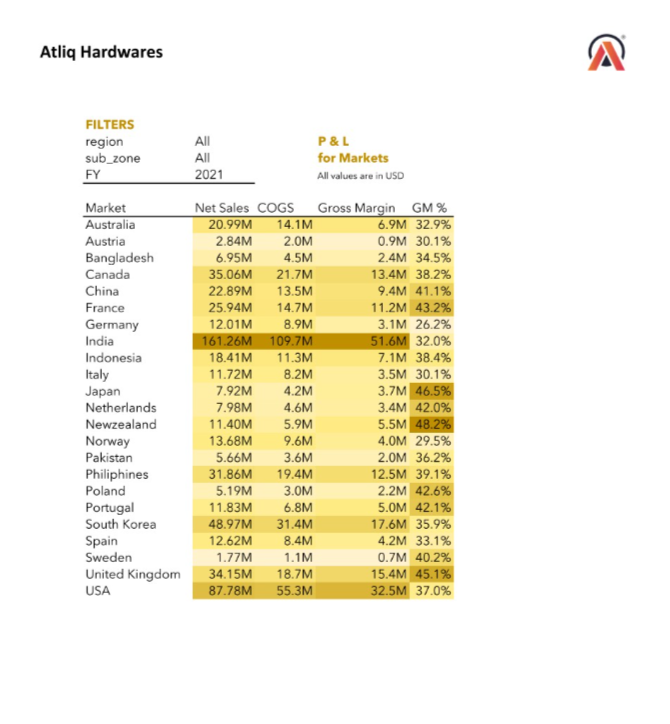 Atliq Hardwares
FILTERS
region All P & L
sub_zone All for Markets
FY 2021 All values are in USD
Market Net Sales COGS Gross Margin GM %
Australia 20.99M 14.1M 6.9M 32.9%
Austria 2.84M 2.0M 0.9M 30.1%
Bangladesh 6.95M 4.5M 2.4M 34.5%
Canada 35.06M 21.7M 13.4M 38.2%
China 22.89M 13.5M 9.4M 41.1%
France 25.94M 14.7M 11.2M 43.2%
Germany 12.01M 8.9M 3.1M 26.2%
India 161.26M 109.7M 51.6M 32.0%
Indonesia 18.41M 11.3M 7.1M 38.4%
Italy 11.72M 8.2M 3.5M 30.1%
Japan 7.92M 4.2M 3.7M 46.5%
Netherlands 7.98M 4.6M 3.4M 42.0%
Newzealand 11.40M 5.9M 5.5M 48.2%
Norway 13.68M 9.6M 4.0M 29.5%
Pakistan 5.66M 3.6M 2.0M 36.2%
Philiphines 31.86M 19.4M 12.5M 39.1%
Poland 5.19M 3.0M 2.2M 42.6%
Portugal 11.83M 6.8M 5.0M 42.1%
South Korea 48.97M 31.4M 17.6M 35.9%
Spain 12.62M 8.4M 4.2M 33.1%
Sweden 1.77M 1.1M 0.7M 40.2%
United Kingdom 34.15M 18.7M 15.4M 45.1%
USA 87.78M 55.3M 32.5M 37.0%